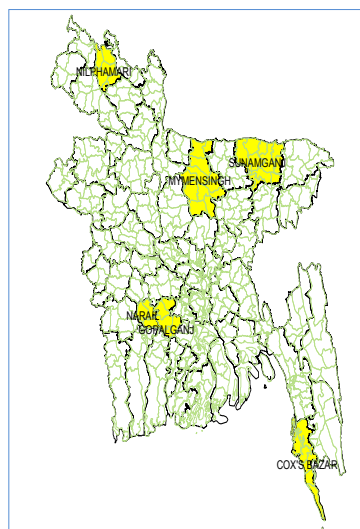 NILPHAMARI
SUNAMGANJ
MYMENSINGH
NARAIL
GOPALGANJ
COX'S BAZAR